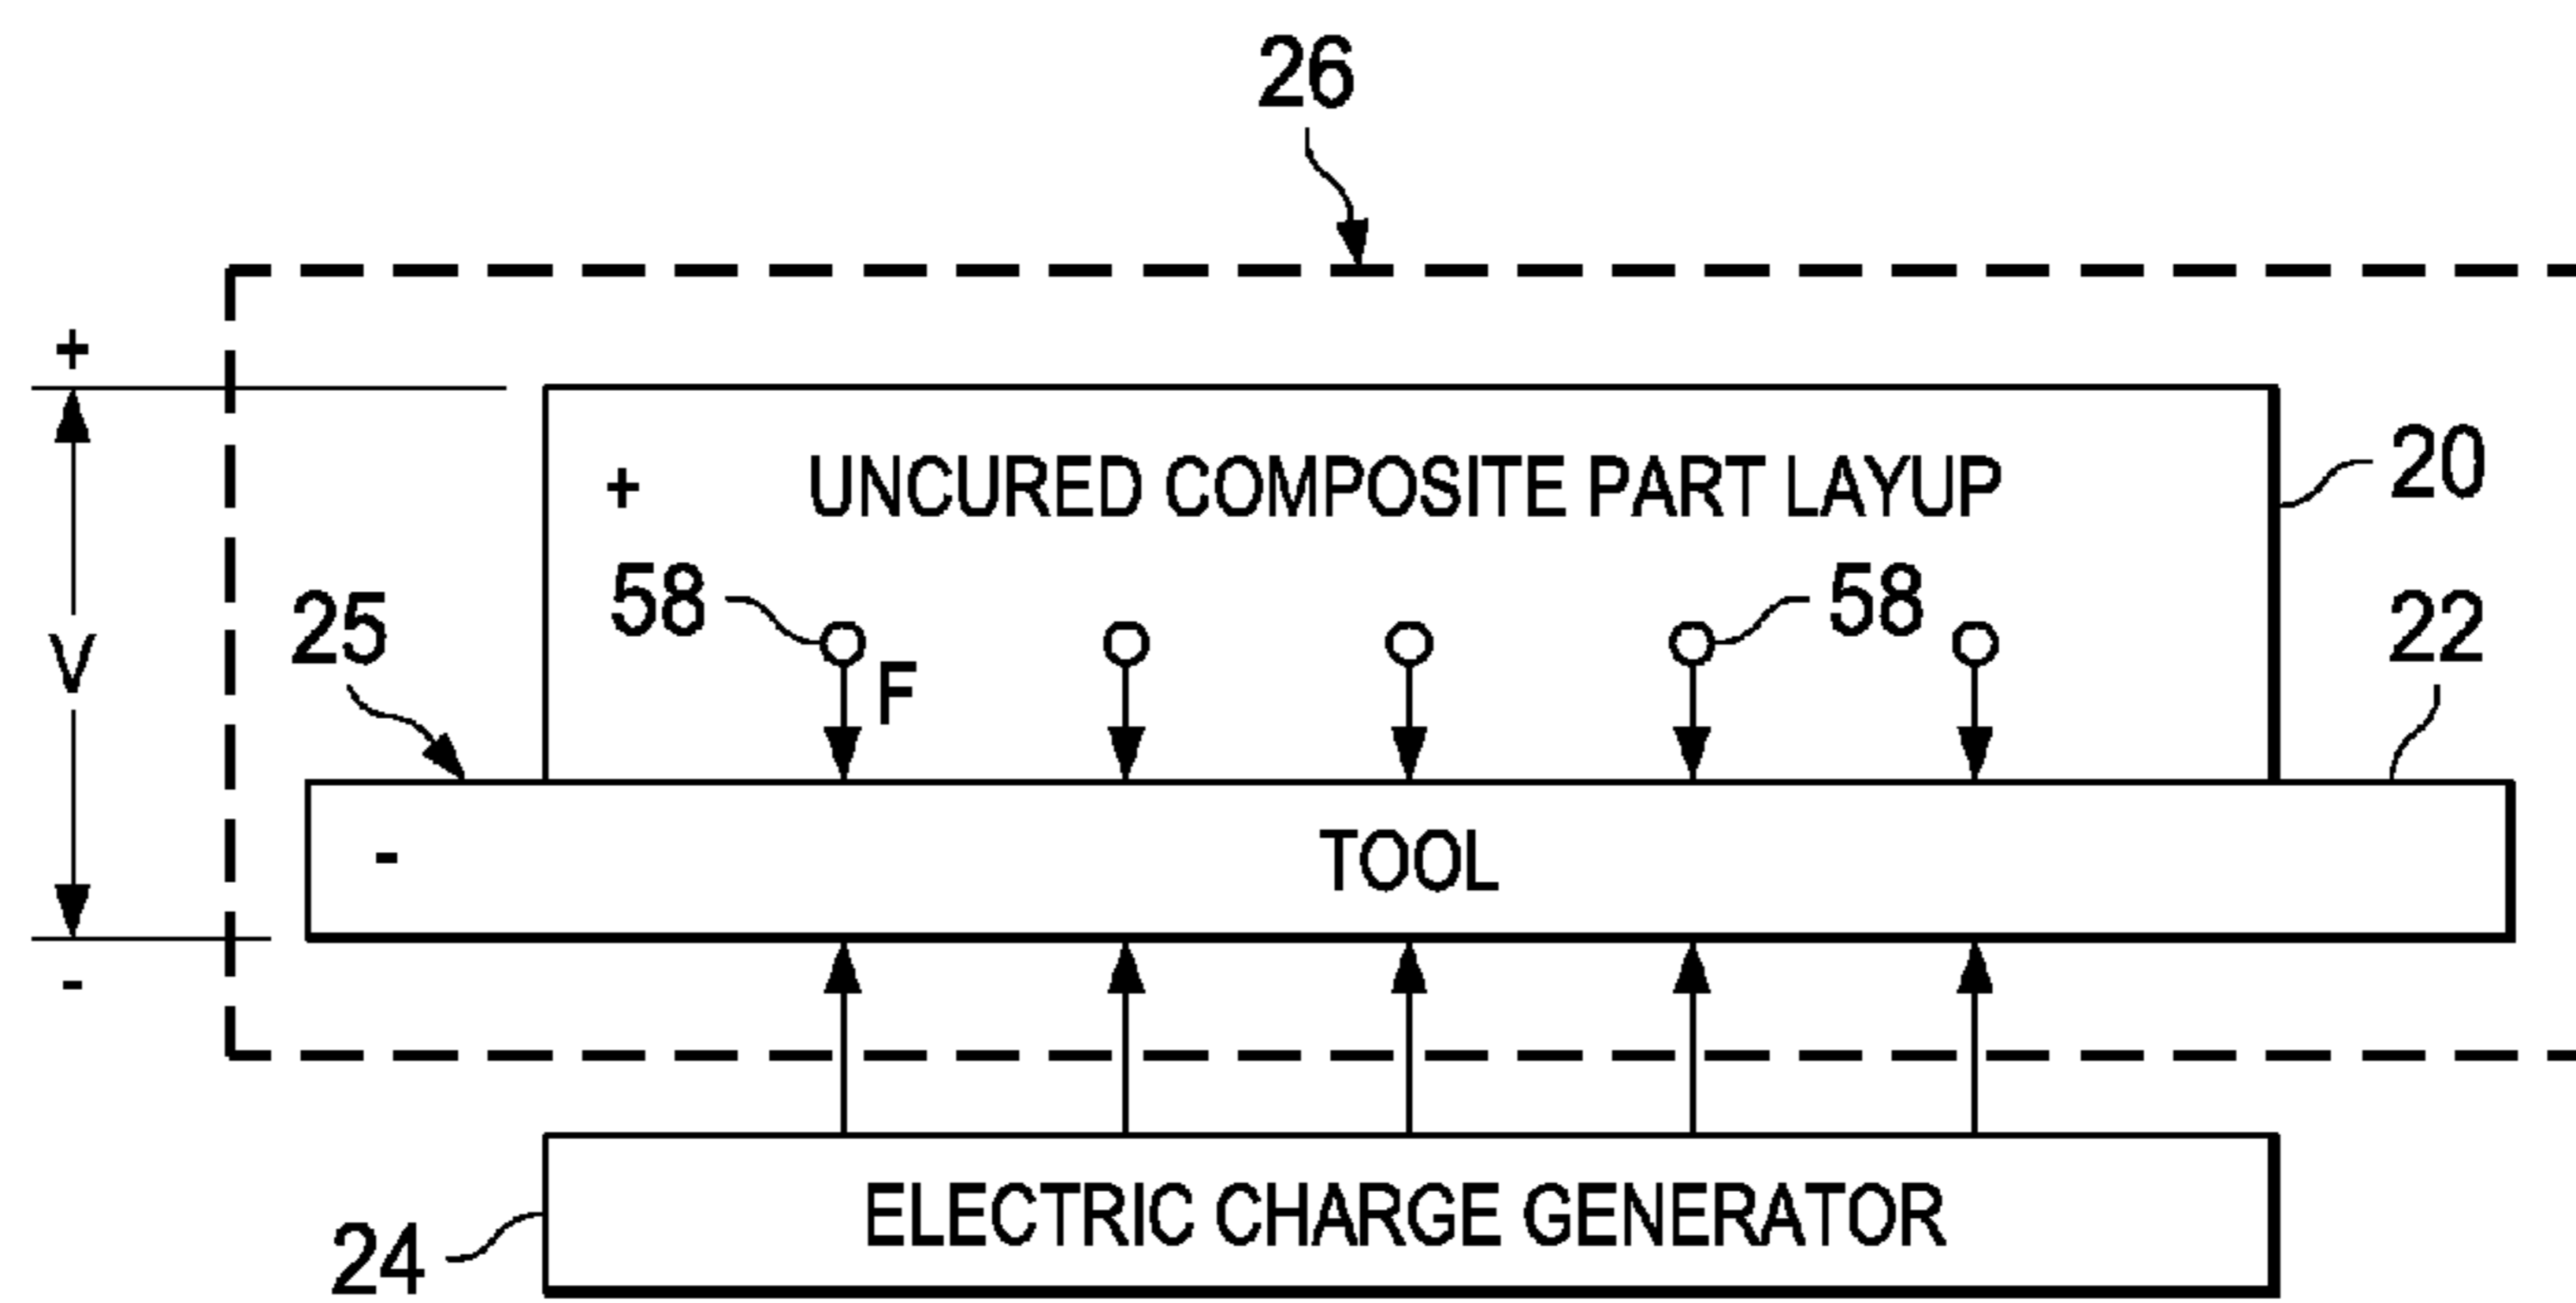 26
+
+ UNCURED COMPOSITE PART LAYUP
20
58 58
25
22
V
F
- TOOL
-
24
ELECTRIC CHARGE GENERATOR